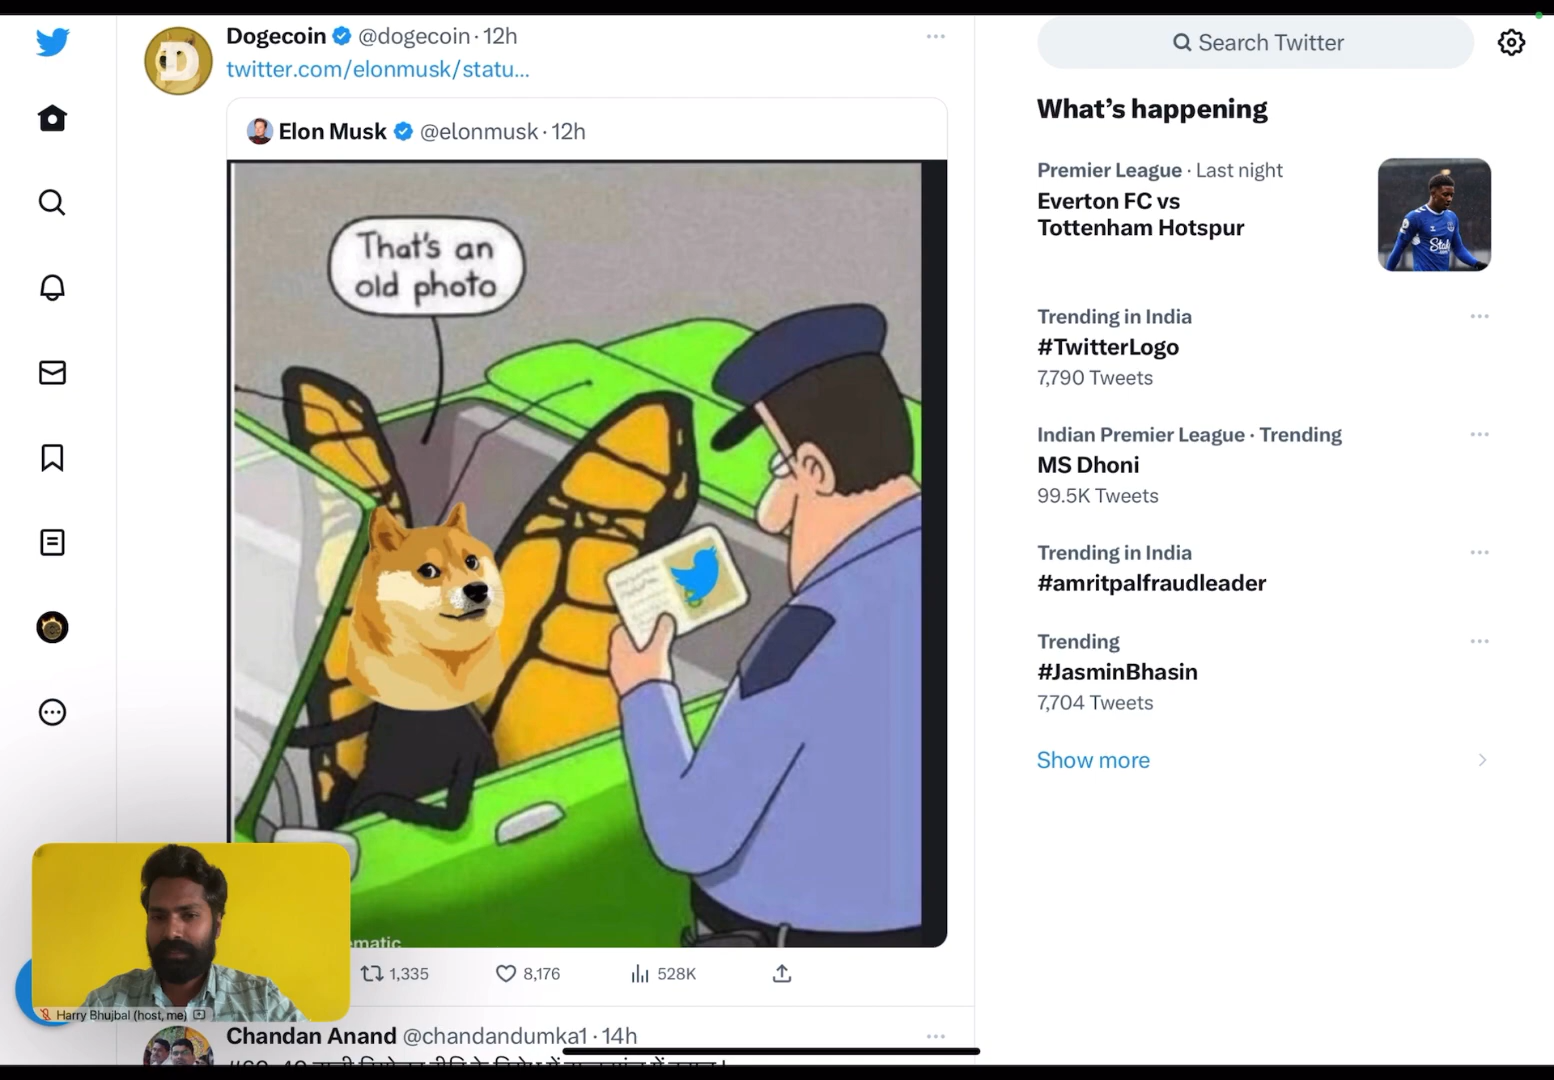 Dogecoin @dogecoin · 12h
twitter.com/elonmusk/statu...
Elon Musk @elonmusk · 12h
That's an
old photo
ematic
1,335 8,176 528K
Harry Bhujbal (host, me)
Chandan Anand @chandandumka1 · 14h
Search Twitter
What's happening
Premier League · Last night
Everton FC vs
Tottenham Hotspur
Trending in India
#TwitterLogo
7,790 Tweets
Indian Premier League · Trending
MS Dhoni
99.5K Tweets
Trending in India
#amritpalfraudleader
Trending
#JasminBhasin
7,704 Tweets
Show more